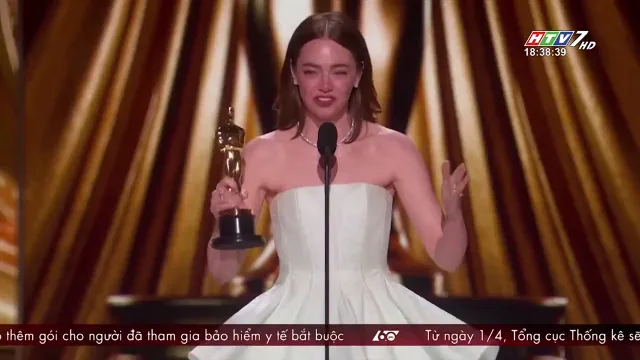 HTV7 HD
18:38:39
thêm gói cho người đã tham gia bảo hiểm y tế bắt buộc 60 Từ ngày 1/4, Tổng cục Thống kê sẽ